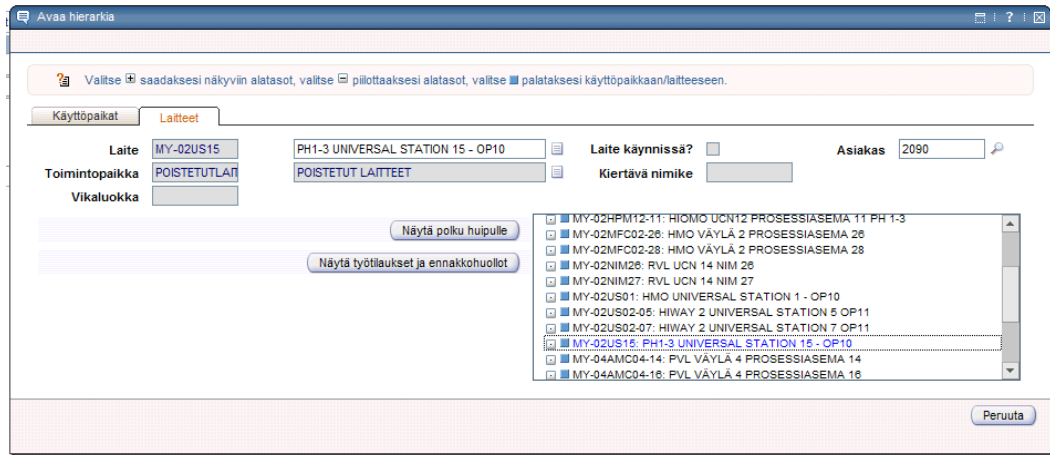 Avaa hierarkia
?
Valitse saadaksesi näkyviin alatasot, valitse piilottaaksesi alatasot, valitse palataksesi käyttöpaikkaan/laitteeseen.
Käyttöpaikat Laitteet
Laite MY-02US15 PH1-3 UNIVERSAL STATION 15 - OP10 Laite käynnissä? Asiakas 2090
Toimintopaikka POISTETUTLAIT POISTETUT LAITTEET Kiertävä nimike
Vikaluokka
Näytä polku huipulle
Näytä työtilaukset ja ennakkohuollot
MY-02HPM12-11: HIOMO UCN12 PROSESSIASEMA 11 PH 1-3
MY-02MFC02-26: HMO VÄYLÄ 2 PROSESSIASEMA 26
MY-02MFC02-28: HMO VÄYLÄ 2 PROSESSIASEMA 28
MY-02NIM26: RVL UCN 14 NIM 26
MY-02NIM27: RVL UCN 14 NIM 27
MY-02US01: HMO UNIVERSAL STATION 1 - OP10
MY-02US02-05: HIWAY 2 UNIVERSAL STATION 5 OP11
MY-02US02-07: HIWAY 2 UNIVERSAL STATION 7 OP11
MY-02US15: PH1-3 UNIVERSAL STATION 15 - OP10
MY-04AMC04-14: PVL VÄYLÄ 4 PROSESSIASEMA 14
MY-04AMC04-16: PVL VÄYLÄ 4 PROSESSIASEMA 16
Peruuta